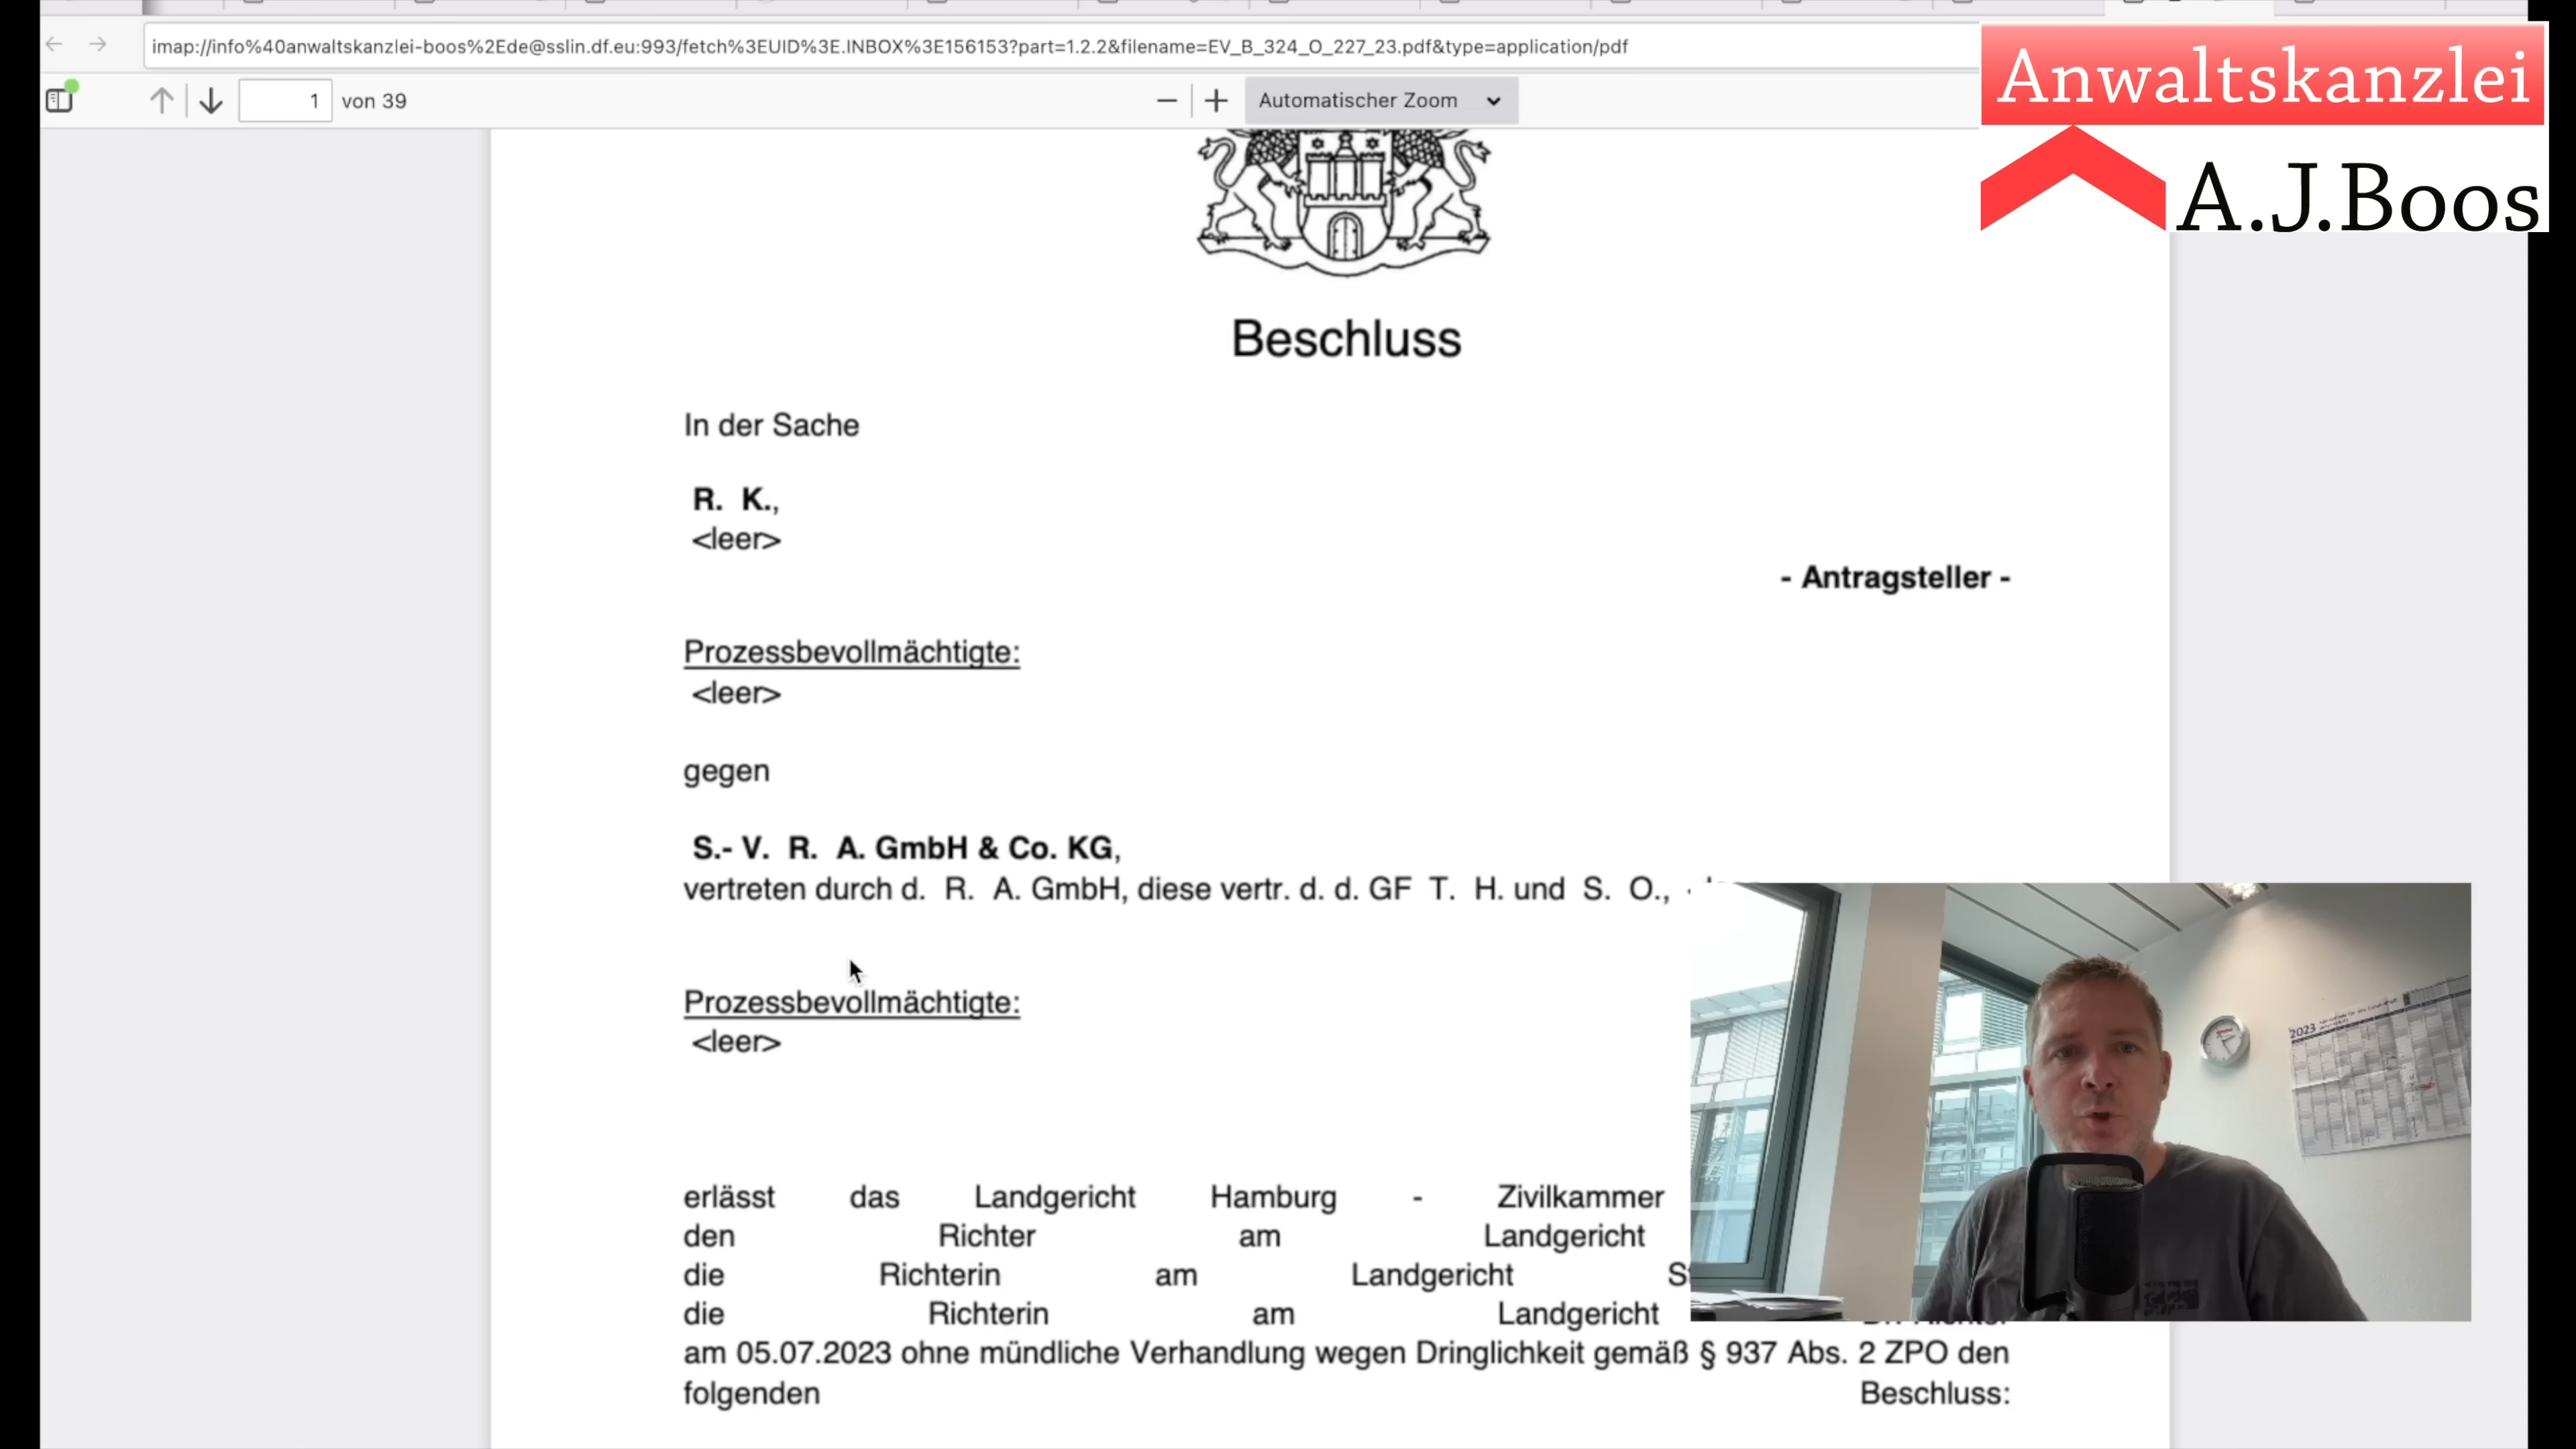 imap://info%40anwaltskanzlei-boos%2Ede@sslin.df.eu:993/fetch%3EUID%3E.INBOX%3E156153?part=1.2.2&filename=EV_B_324_O_227_23.pdf&type=application/pdf
1 von 39
Automatischer Zoom
Anwaltskanzlei
A.J.Boos
Beschluss
In der Sache
R. K.,
<leer>
- Antragsteller -
Prozessbevollmächtigte:
<leer>
gegen
S.- V. R. A. GmbH & Co. KG,
vertreten durch d. R. A. GmbH, diese vertr. d. d. GF T. H. und S. O.,
Prozessbevollmächtigte:
<leer>
erlässt das Landgericht Hamburg - Zivilkammer
den Richter am Landgericht
die Richterin am Landgericht
die Richterin am Landgericht
am 05.07.2023 ohne mündliche Verhandlung wegen Dringlichkeit gemäß § 937 Abs. 2 ZPO den
folgenden Beschluss:
2023